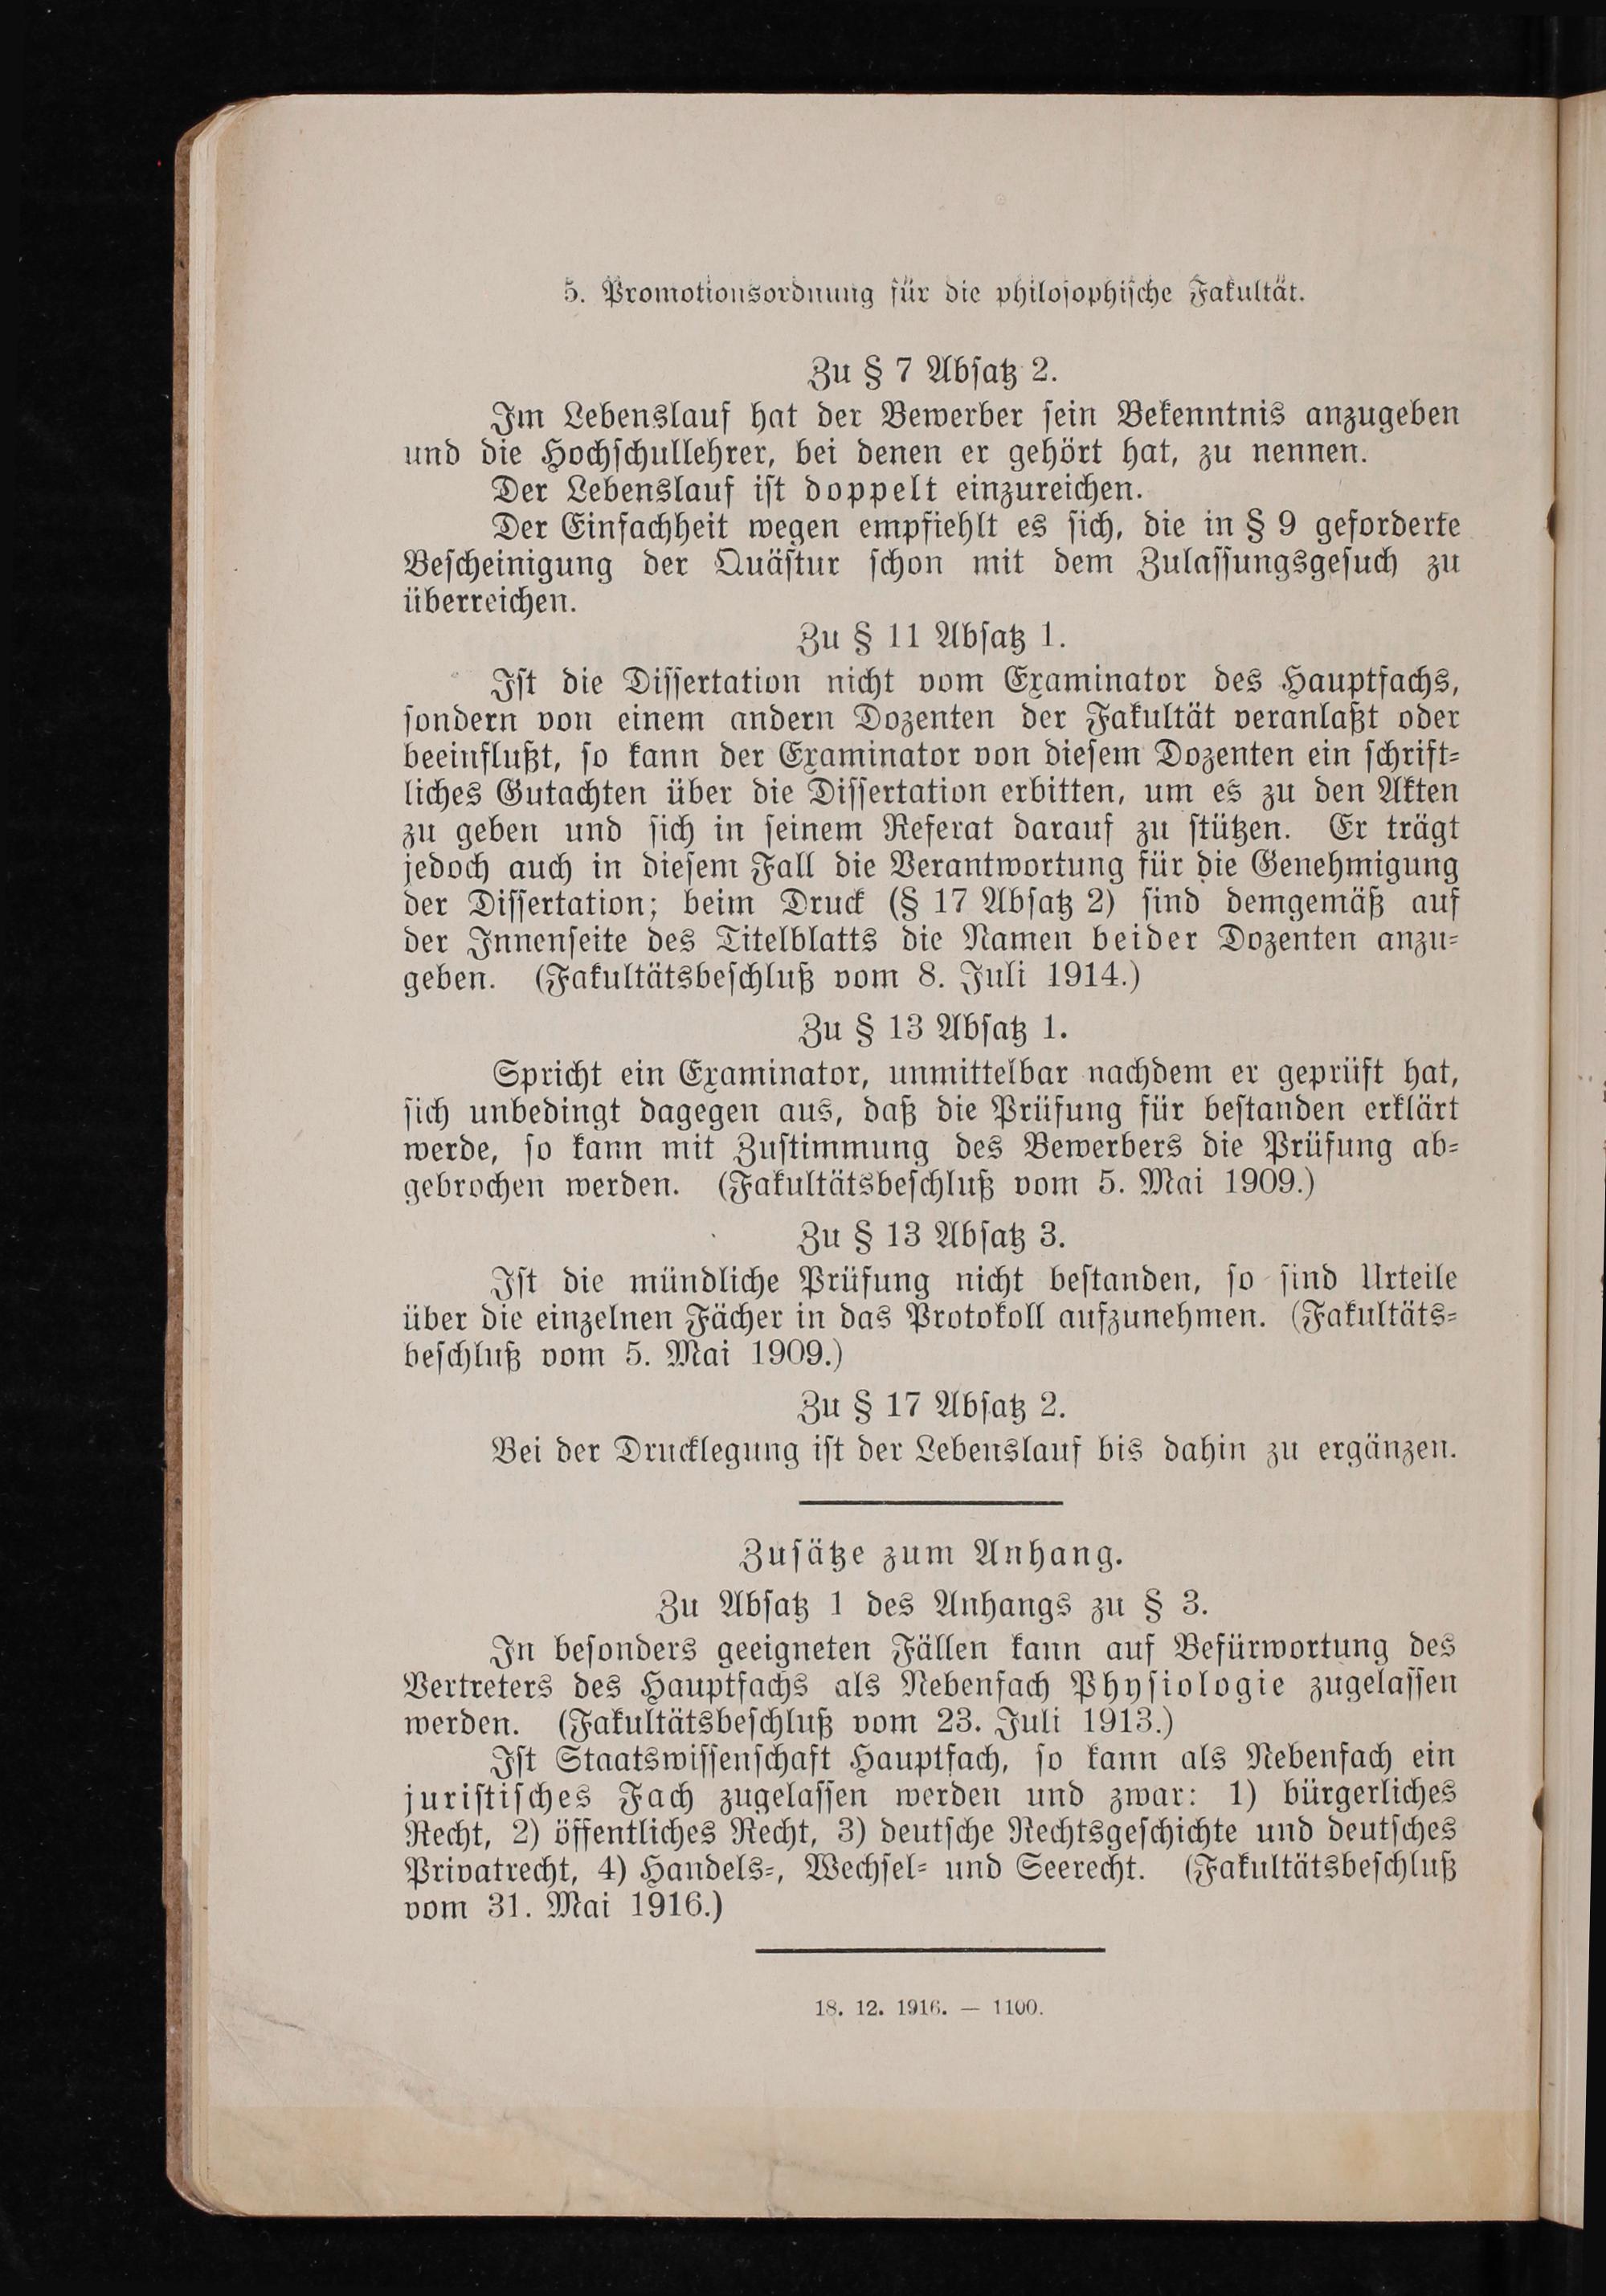 5. Promotionsordnung für die philosophische Fakultät.
Zu § 7 Absatz 2.
Im Lebenslauf hat der Bewerber sein Bekenntnis anzugeben
und die Hochschullehrer, bei denen er gehört hat, zu nennen.
Der Lebenslauf ist doppelt einzureichen.
Der Einfachheit wegen empfiehlt es sich, die in § 9 geforderte
Bescheinigung der Quästur schon mit dem Zulassungsgesuch zu
überreichen.
Zu § 11 Absatz 1.
Ist die Dissertation nicht vom Examinator des Hauptfachs,
sondern von einem andern Dozenten der Fakultät veranlaßt oder
beeinflußt, so kann der Examinator von diesem Dozenten ein schrift-
liches Gutachten über die Dissertation erbitten, um es zu den Akten
zu geben und sich in seinem Referat darauf zu stützen. Er trägt
jedoch auch in diesem Fall die Verantwortung für die Genehmigung
der Dissertation; beim Druck (§ 17 Absatz 2) sind demgemäß auf
der Innenseite des Titelblatts die Namen beider Dozenten anzu-
geben. (Fakultätsbeschluß vom 8. Juli 1914.)
Zu § 13 Absatz 1.
Spricht ein Examinator, unmittelbar nachdem er geprüft hat,
sich unbedingt dagegen aus, daß die Prüfung für bestanden erklärt
werde, so kann mit Zustimmung des Bewerbers die Prüfung ab-
gebrochen werden. (Fakultätsbeschluß vom 5. Mai 1909.)
Zu § 13 Absatz 3.
Ist die mündliche Prüfung nicht bestanden, so sind Urteile
über die einzelnen Fächer in das Protokoll aufzunehmen. (Fakultäts-
beschluß vom 5. Mai 1909.)
Zu § 17 Absatz 2.
Bei der Drucklegung ist der Lebenslauf bis dahin zu ergänzen.
Zusätze zum Anhang.
Zu Absatz 1 des Anhangs zu § 3.
In besonders geeigneten Fällen kann auf Befürwortung des
Vertreters des Hauptfachs als Nebenfach Physiologie zugelassen
werden. (Fakultätsbeschluß vom 23. Juli 1913.)
Ist Staatswissenschaft Hauptfach, so kann als Nebenfach ein
juristisches Fach zugelassen werden und zwar: 1) bürgerliches
Recht, 2) öffentliches Recht, 3) deutsche Rechtsgeschichte und deutsches
Privatrecht, 4) Handels-, Wechsel- und Seerecht. (Fakultätsbeschluß
vom 31. Mai 1916.)
18. 12. 1916. — 1100.